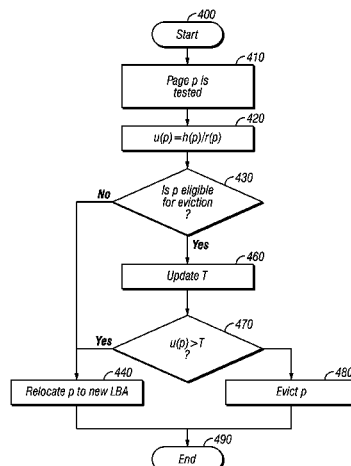 400
Start
410
Page p is
tested
420
u(p)=h(p)/r(p)
430
Is p eligible
for eviction
?
No
Yes
460
Update T
470
u(p)>T
?
Yes
440
Relocate p to new LBA
480
Evict p
490
End